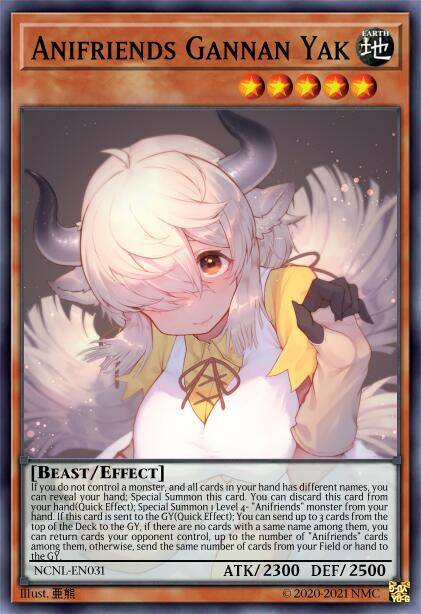 Anifriends Gannan Yak
EARTH
地
[Beast/Effect]
If you do not control a monster, and all cards in your hand has different names, you
can reveal your hand; Special Summon this card. You can discard this card from
your hand(Quick Effect); Special Summon 1 Level 4- "Anifriends" monster from your
hand. If this card is sent to the GY(Quick Effect); You can send up to 3 cards from the
top of the Deck to the GY, if there are no cards with a same name among them, you
can return cards your opponent control, up to the number of "Anifriends" cards
among them, otherwise, send the same number of cards from your Field or hand to
the GY.
ATK/2300 DEF/2500
NCNL-EN031
Illust. 亜熊
© 2020-2021 NMC